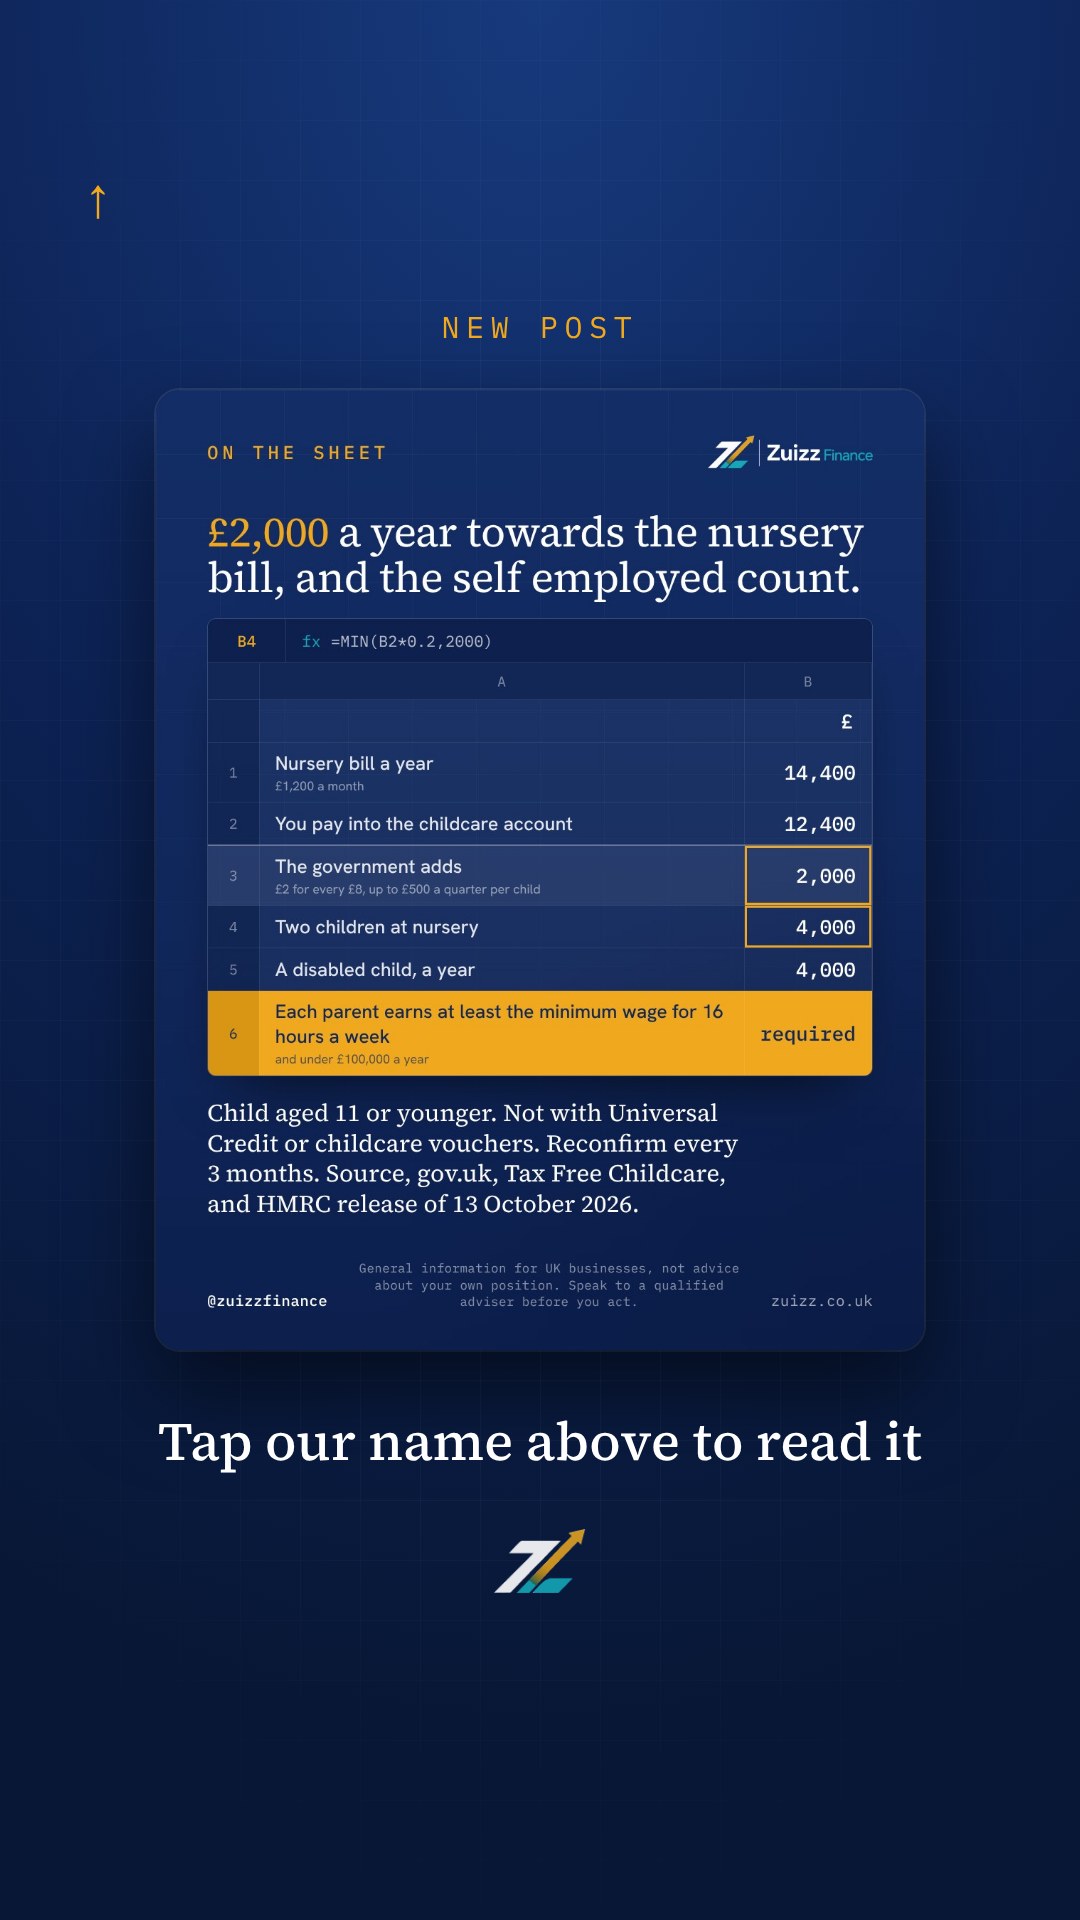 ↑
NEW POST
ON THE SHEET
Zuizz Finance
£2,000 a year towards the nursery
bill, and the self employed count.
B4 fx =MIN(B2*0.2,2000)
A B
£
1 Nursery bill a year 14,400
£1,200 a month
2 You pay into the childcare account 12,400
3 The government adds 2,000
£2 for every £8, up to £500 a quarter per child
4 Two children at nursery 4,000
5 A disabled child, a year 4,000
6 Each parent earns at least the minimum wage for 16
hours a week required
and under £100,000 a year
Child aged 11 or younger. Not with Universal
Credit or childcare vouchers. Reconfirm every
3 months. Source, gov.uk, Tax Free Childcare,
and HMRC release of 13 October 2026.
General information for UK businesses, not advice
about your own position. Speak to a qualified
adviser before you act.
@zuizzfinance
zuizz.co.uk
Tap our name above to read it